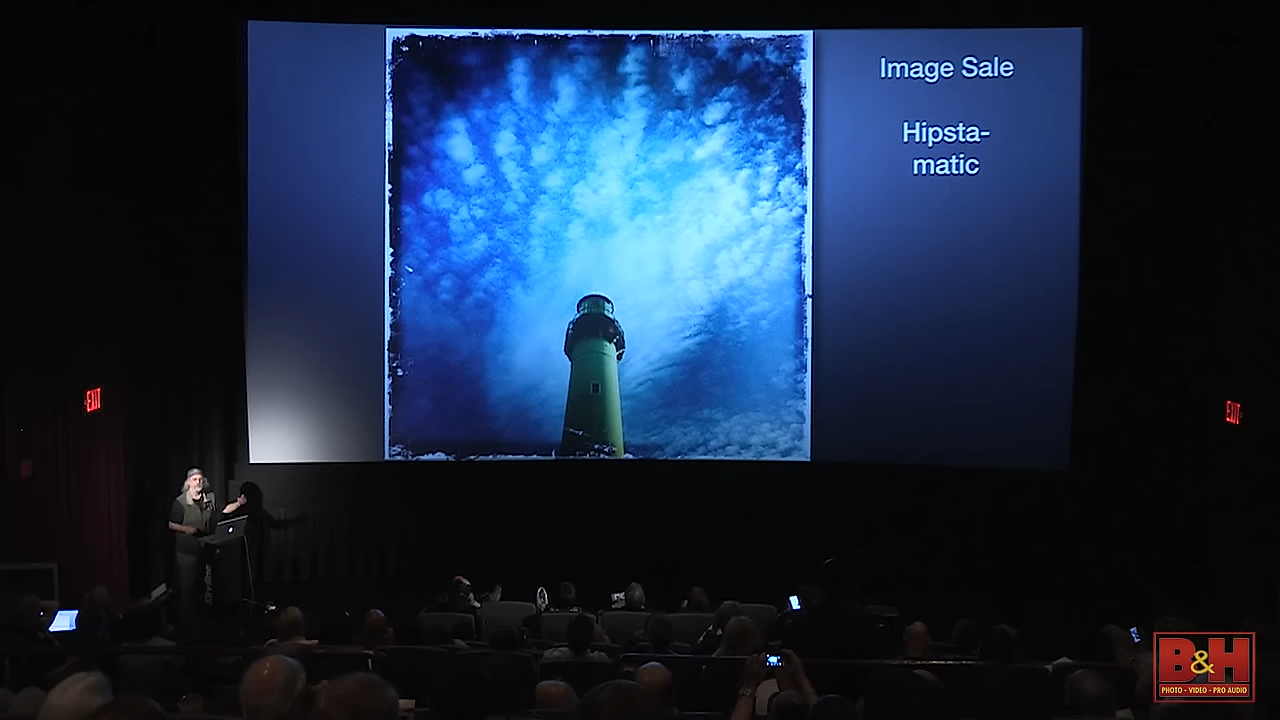 Image Sale
Hipsta-
matic
EXIT
EXIT
B&H
PHOTO - VIDEO - PRO AUDIO